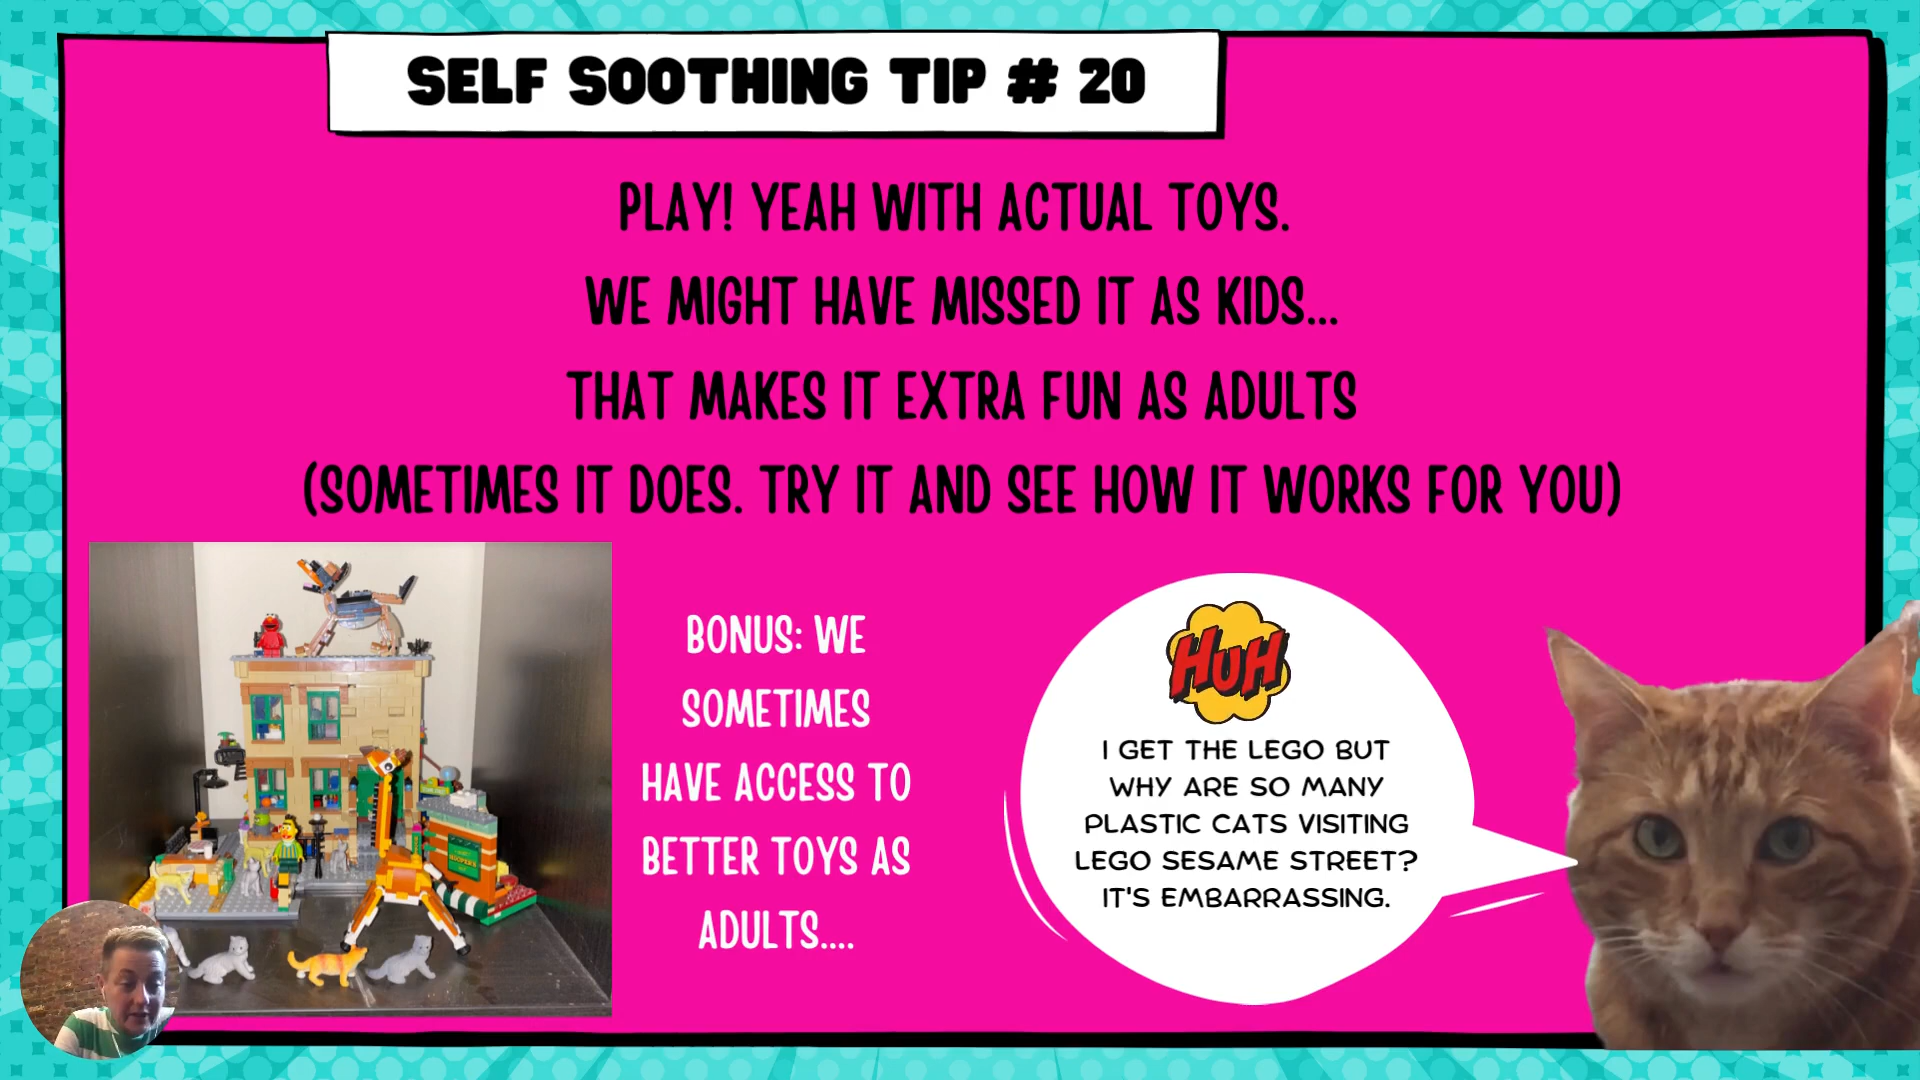 SELF SOOTHING TIP # 20
PLAY! YEAH WITH ACTUAL TOYS.
WE MIGHT HAVE MISSED IT AS KIDS...
THAT MAKES IT EXTRA FUN AS ADULTS
(SOMETIMES IT DOES. TRY IT AND SEE HOW IT WORKS FOR YOU)
BONUS: WE
SOMETIMES
HAVE ACCESS TO
BETTER TOYS AS
ADULTS....
HUH
I GET THE LEGO BUT
WHY ARE SO MANY
PLASTIC CATS VISITING
LEGO SESAME STREET?
IT'S EMBARRASSING.
HOOPER'S